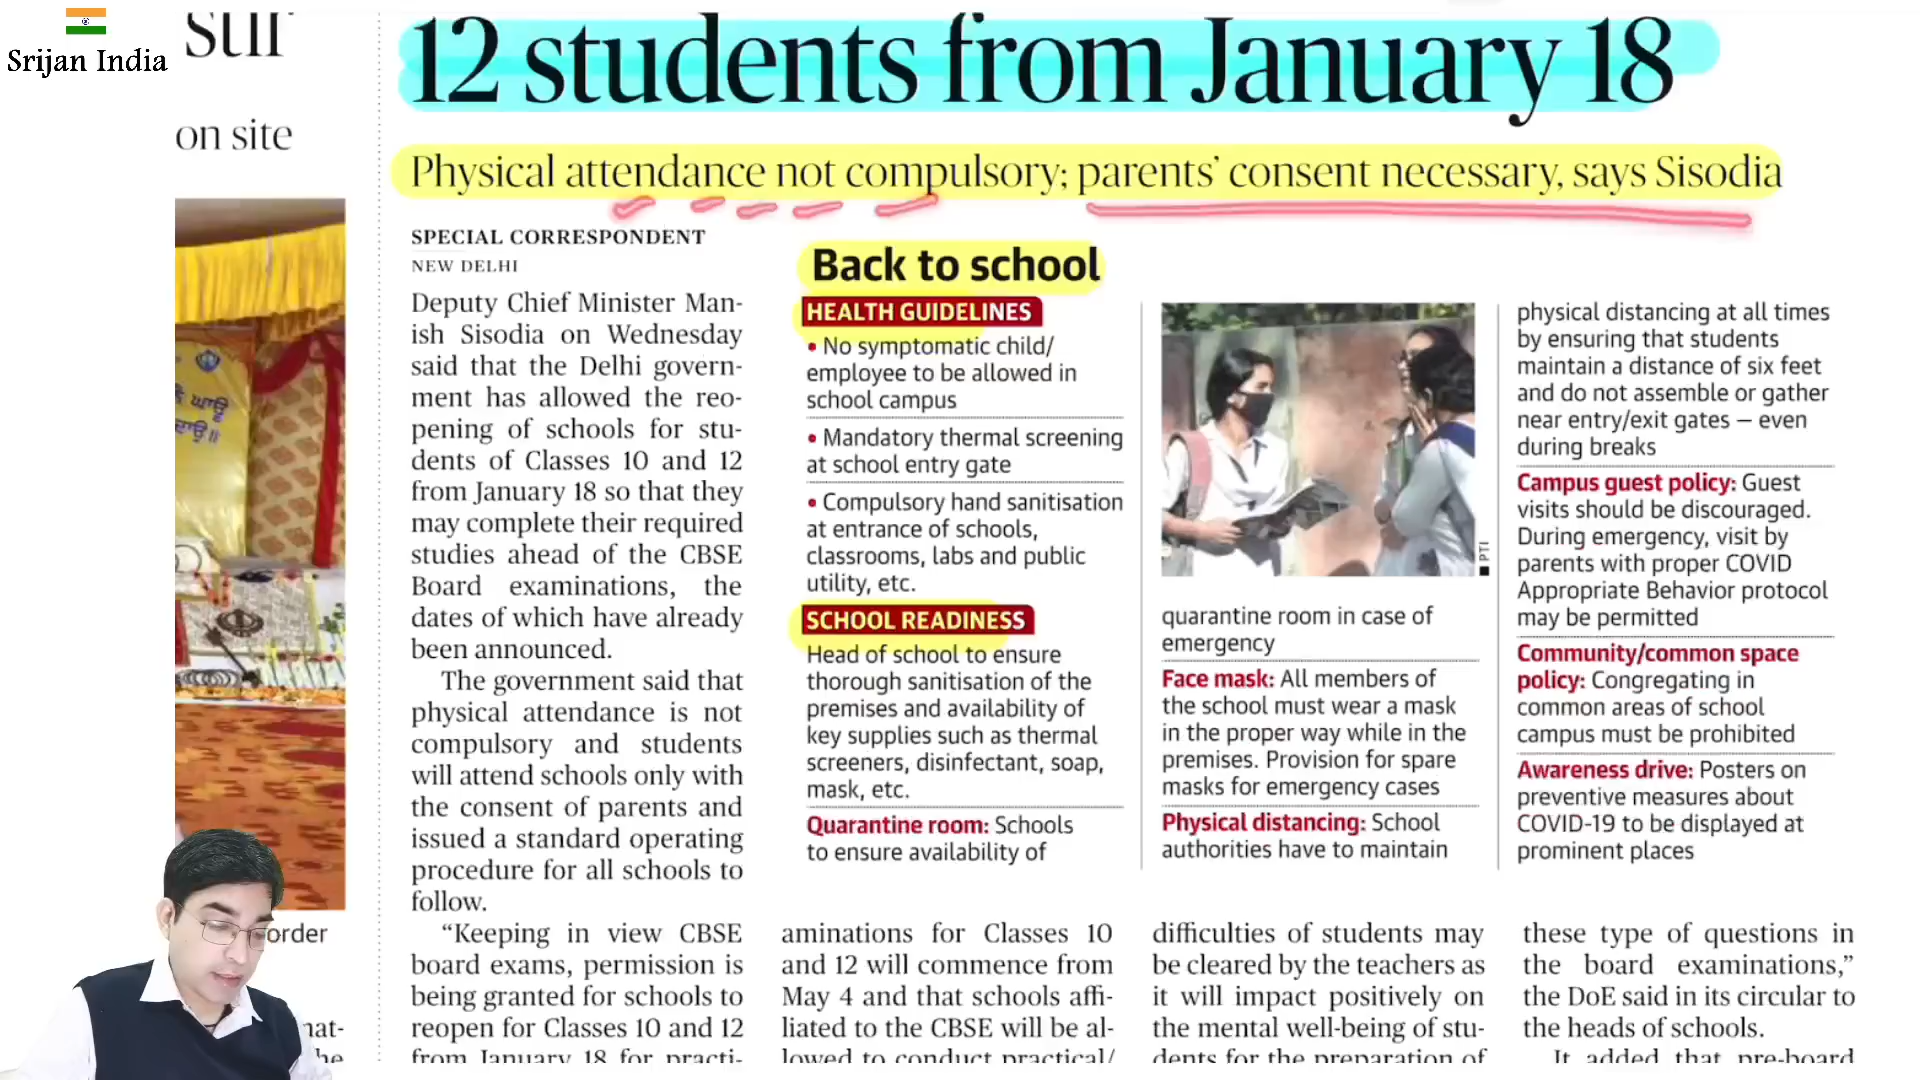 Srijan India
on site
order
12 students from January 18
Physical attendance not compulsory; parents’ consent necessary, says Sisodia
SPECIAL CORRESPONDENT
NEW DELHI
Deputy Chief Minister Man-
ish Sisodia on Wednesday
said that the Delhi govern-
ment has allowed the reo-
pening of schools for stu-
dents of Classes 10 and 12
from January 18 so that they
may complete their required
studies ahead of the CBSE
Board examinations, the
dates of which have already
been announced.
The government said that
physical attendance is not
compulsory and students
will attend schools only with
the consent of parents and
issued a standard operating
procedure for all schools to
follow.
“Keeping in view CBSE
board exams, permission is
being granted for schools to
reopen for Classes 10 and 12
from January 18 for practi-
Back to school
HEALTH GUIDELINES
• No symptomatic child/
employee to be allowed in
school campus
• Mandatory thermal screening
at school entry gate
• Compulsory hand sanitisation
at entrance of schools,
classrooms, labs and public
utility, etc.
SCHOOL READINESS
Head of school to ensure
thorough sanitisation of the
premises and availability of
key supplies such as thermal
screeners, disinfectant, soap,
mask, etc.
Quarantine room: Schools
to ensure availability of
PTI
quarantine room in case of
emergency
Face mask: All members of
the school must wear a mask
in the proper way while in the
premises. Provision for spare
masks for emergency cases
Physical distancing: School
authorities have to maintain
physical distancing at all times
by ensuring that students
maintain a distance of six feet
and do not assemble or gather
near entry/exit gates — even
during breaks
Campus guest policy: Guest
visits should be discouraged.
During emergency, visit by
parents with proper COVID
Appropriate Behavior protocol
may be permitted
Community/common space
policy: Congregating in
common areas of school
campus must be prohibited
Awareness drive: Posters on
preventive measures about
COVID-19 to be displayed at
prominent places
aminations for Classes 10
and 12 will commence from
May 4 and that schools affi-
liated to the CBSE will be al-
lowed to conduct practical/
difficulties of students may
be cleared by the teachers as
it will impact positively on
the mental well-being of stu-
dents for the preparation of
these type of questions in
the board examinations,”
the DoE said in its circular to
the heads of schools.
It added that pre-board